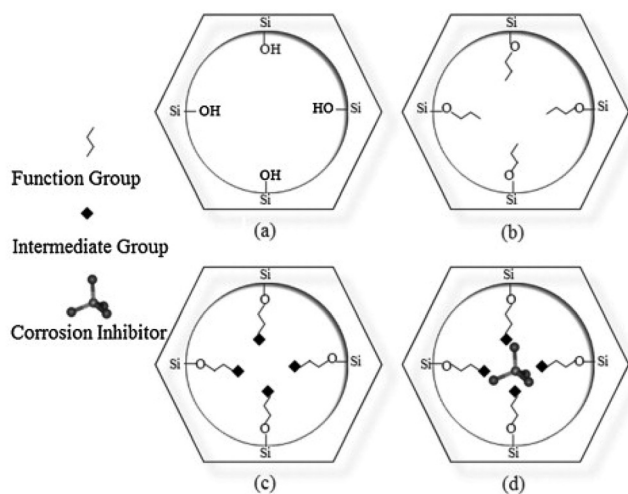 Function Group
Intermediate Group
Corrosion Inhibitor
Si
OH
Si
OH
HO
Si
OH
Si
(a)
Si
O
Si
O
O
Si
O
Si
(b)
Si
O
Si
O
O
Si
O
Si
(c)
Si
O
Si
O
O
Si
O
Si
(d)